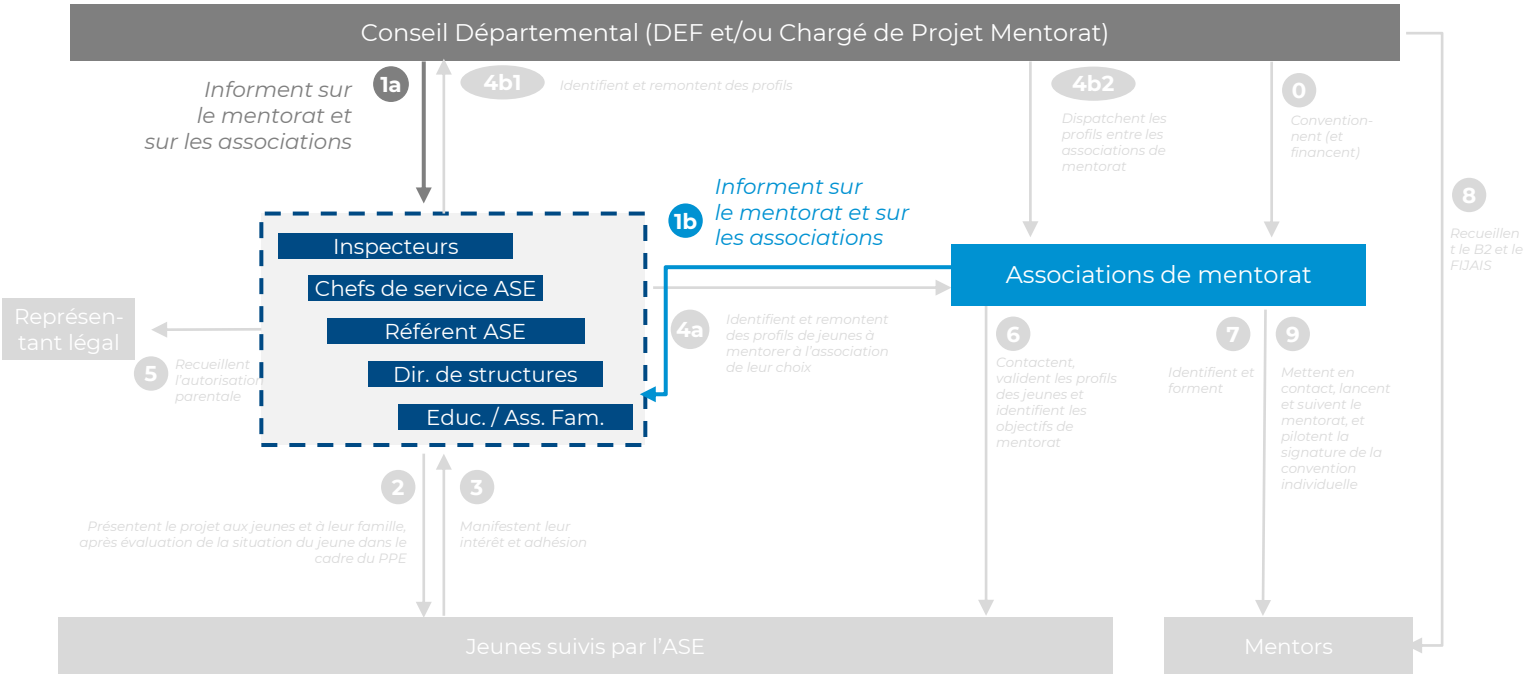 Conseil Départemental (DEF et/ou Chargé de Projet Mentorat)
1a
Informent sur
le mentorat et
sur les associations
4b1
Identifient et remontent des profils
4b2
Dispatchent les
profils entre les
associations de
mentorat
0
Convention-
nent (et
financent)
8
Recueillen
t le B2 et le
FIJAIS
1b
Informent sur
le mentorat et sur
les associations
Inspecteurs
Chefs de service ASE
Référent ASE
Dir. de structures
Educ. / Ass. Fam.
Associations de mentorat
Représen-
tant légal
5
Recueillent
l’autorisation
parentale
4a
Identifient et remontent
des profils de jeunes à
mentorer à l’association
de leur choix
6
Contactent,
valident les profils
des jeunes et
identifient les
objectifs de
mentorat
7
Identifient et
forment
9
Mettent en
contact, lancent
et suivent le
mentorat, et
pilotent la
signature de la
convention
individuelle
2
Présentent le projet aux jeunes et à leur famille,
après évaluation de la situation du jeune dans le
cadre du PPE
3
Manifestent leur
intérêt et adhésion
Jeunes suivis par l’ASE
Mentors